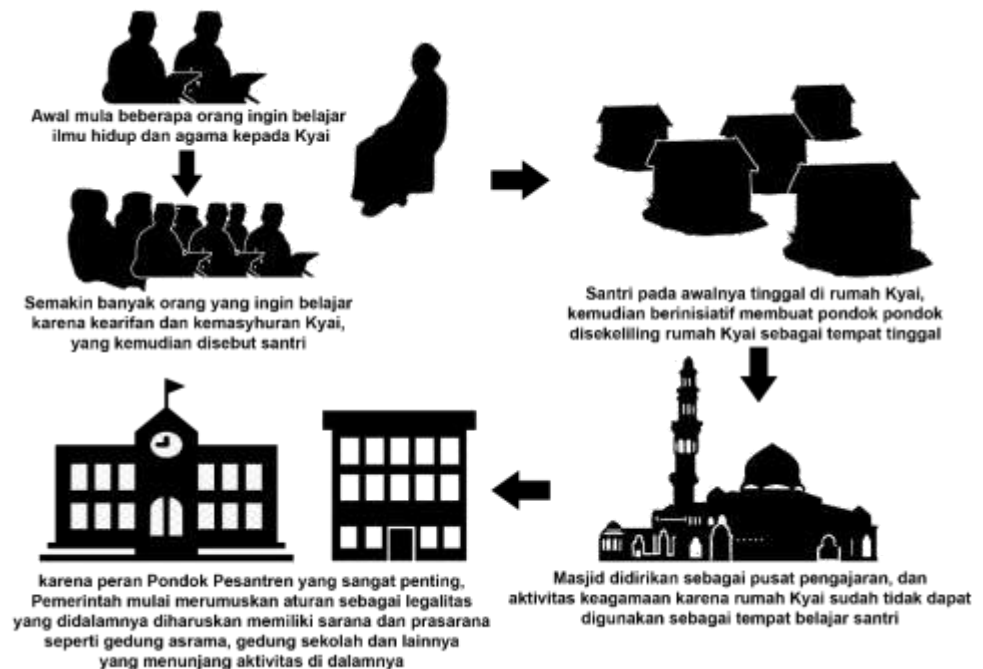 Awal mula beberapa orang ingin belajar
ilmu hidup dan agama kepada Kyai
Semakin banyak orang yang ingin belajar
karena kearifan dan kemasyhuran Kyai,
yang kemudian disebut santri
Santri pada awalnya tinggal di rumah Kyai,
kemudian berinisiatif membuat pondok pondok
disekeliling rumah Kyai sebagai tempat tinggal
Masjid didirikan sebagai pusat pengajaran, dan
aktivitas keagamaan karena rumah Kyai sudah tidak dapat
digunakan sebagai tempat belajar santri
karena peran Pondok Pesantren yang sangat penting,
Pemerintah mulai merumuskan aturan sebagai legalitas
yang didalamnya diharuskan memiliki sarana dan prasarana
seperti gedung asrama, gedung sekolah dan lainnya
yang menunjang aktivitas di dalamnya